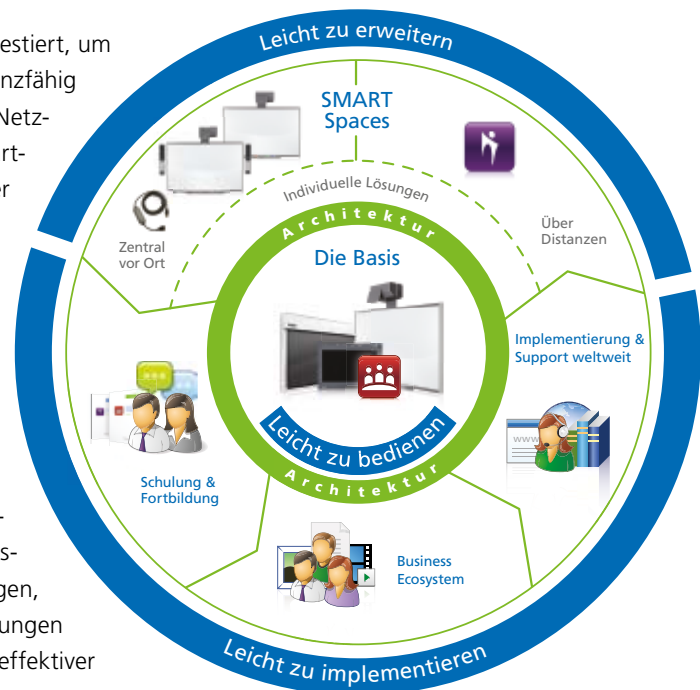 estiert, um
nzfähig
Netz-
rt-
er
-
s-
gen,
ungen
effektiver
Leicht zu erweitern
SMART
Spaces
Individuelle Lösungen
Zentral
vor Ort
Über
Distanzen
Architektur
Die Basis
Leicht zu bedienen
Architektur
Implementierung &
Support weltweit
www
Schulung &
Fortbildung
Business
Ecosystem
Leicht zu implementieren